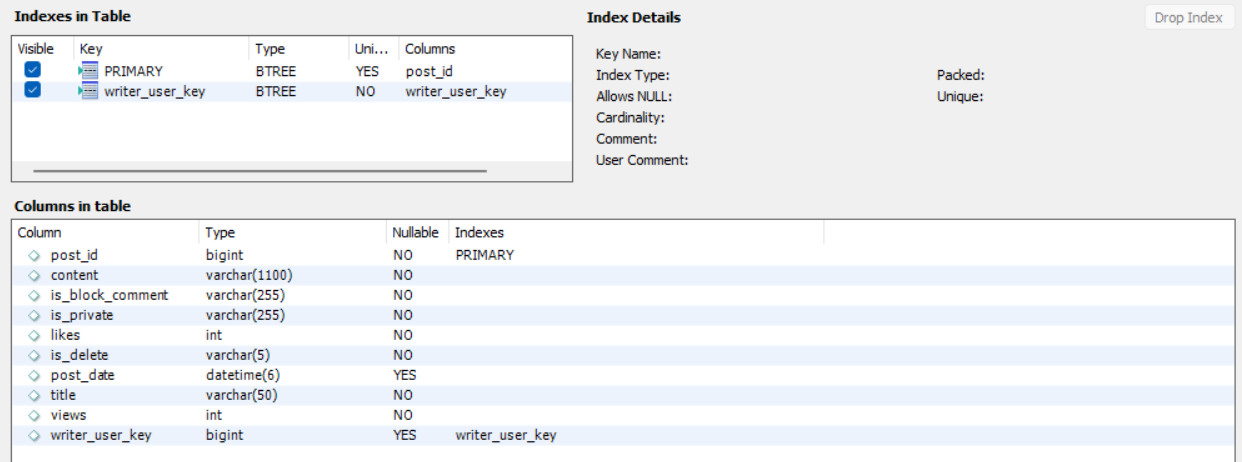 Indexes in Table
Visible Key Type Uni... Columns
PRIMARY BTREE YES post_id
writer_user_key BTREE NO writer_user_key
Index Details
Drop Index
Key Name:
Index Type: Packed:
Allows NULL: Unique:
Cardinality:
Comment:
User Comment:
Columns in table
Column Type Nullable Indexes
post_id bigint NO PRIMARY
content varchar(1100) NO
is_block_comment varchar(255) NO
is_private varchar(255) NO
likes int NO
is_delete varchar(5) NO
post_date datetime(6) YES
title varchar(50) NO
views int NO
writer_user_key bigint YES writer_user_key